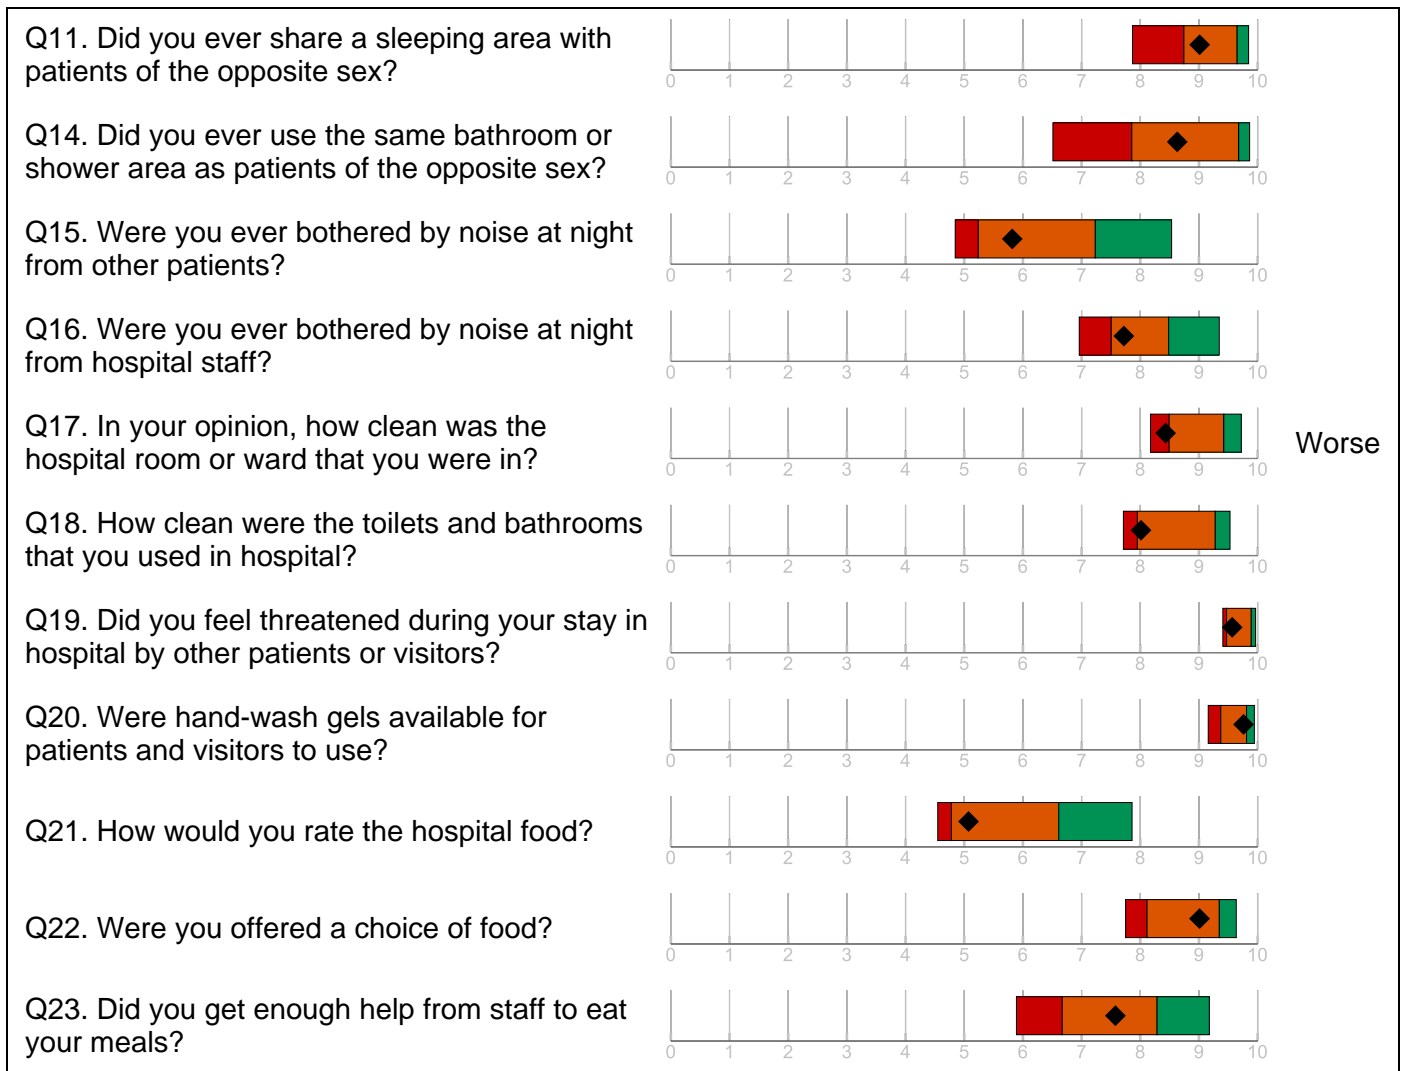 Q11. Did you ever share a sleeping area with
patients of the opposite sex?
0 1 2 3 4 5 6 7 8 9 10
Q14. Did you ever use the same bathroom or
shower area as patients of the opposite sex?
0 1 2 3 4 5 6 7 8 9 10
Q15. Were you ever bothered by noise at night
from other patients?
0 1 2 3 4 5 6 7 8 9 10
Q16. Were you ever bothered by noise at night
from hospital staff?
0 1 2 3 4 5 6 7 8 9 10
Q17. In your opinion, how clean was the
hospital room or ward that you were in?
Worse
0 1 2 3 4 5 6 7 8 9 10
Q18. How clean were the toilets and bathrooms
that you used in hospital?
0 1 2 3 4 5 6 7 8 9 10
Q19. Did you feel threatened during your stay in
hospital by other patients or visitors?
0 1 2 3 4 5 6 7 8 9 10
Q20. Were hand-wash gels available for
patients and visitors to use?
0 1 2 3 4 5 6 7 8 9 10
Q21. How would you rate the hospital food?
0 1 2 3 4 5 6 7 8 9 10
Q22. Were you offered a choice of food?
0 1 2 3 4 5 6 7 8 9 10
Q23. Did you get enough help from staff to eat
your meals?
0 1 2 3 4 5 6 7 8 9 10